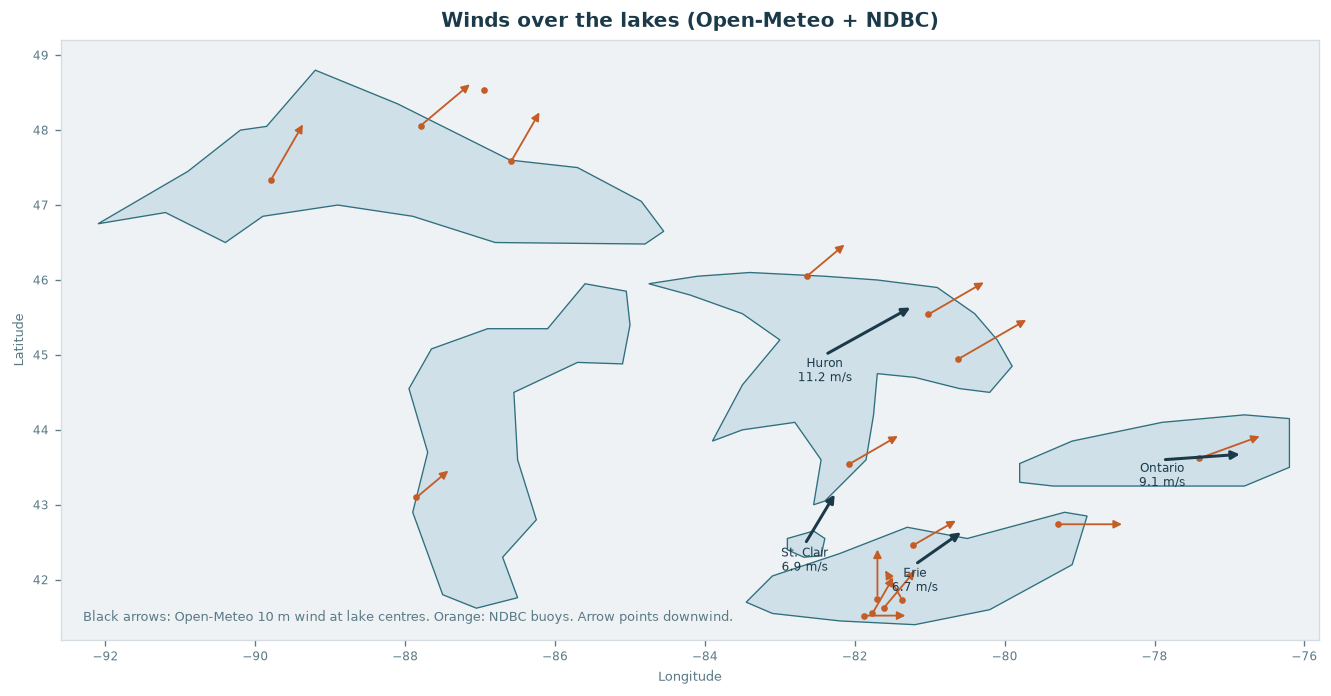 Winds over the lakes (Open-Meteo + NDBC)
49
48
47
46
45
44
43
42
Latitude
Huron
11.2 m/s
Ontario
9.1 m/s
St. Clair
6.9 m/s
Erie
6.7 m/s
Black arrows: Open-Meteo 10 m wind at lake centres. Orange: NDBC buoys. Arrow points downwind.
−92
−90
−88
−86
−84
−82
−80
−78
−76
Longitude